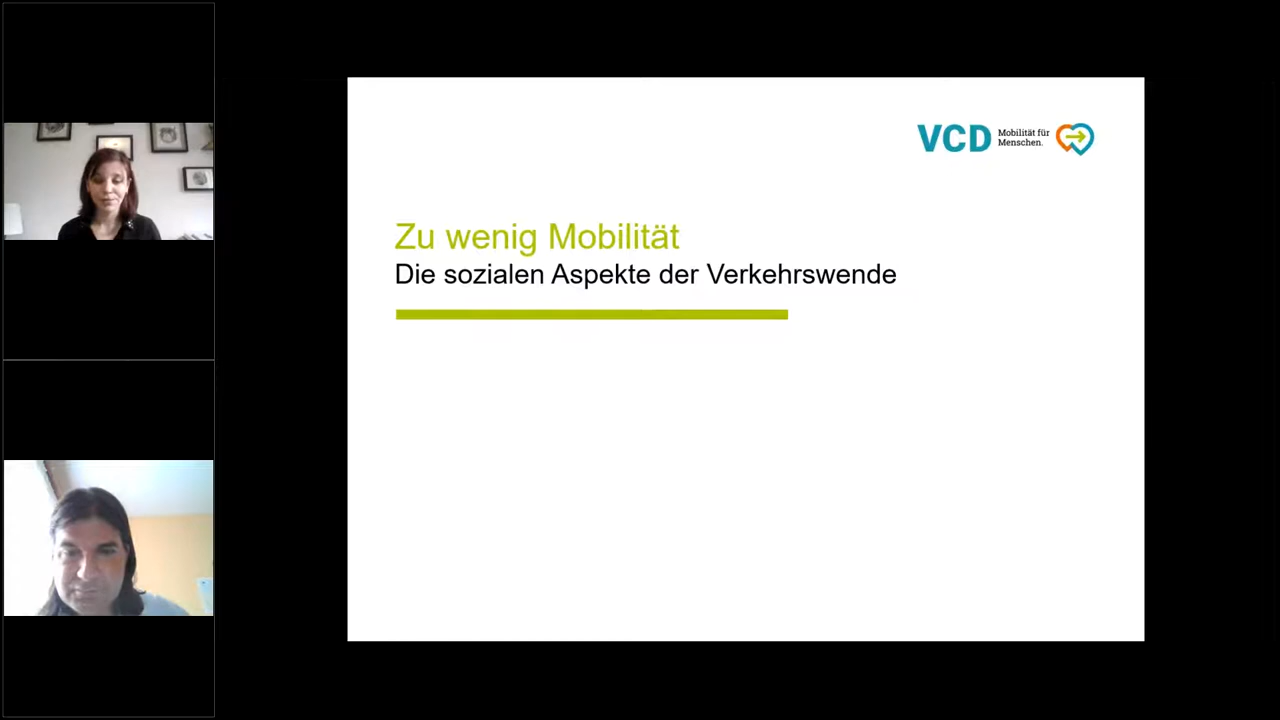 VCD
Mobilität für
Menschen.
Zu wenig Mobilität
Die sozialen Aspekte der Verkehrswende